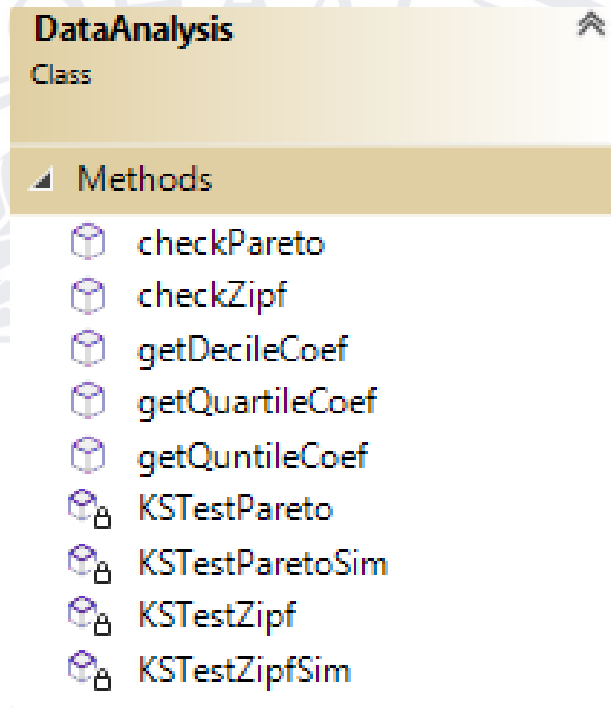 DataAnalysis
Class
Methods
checkPareto
checkZipf
getDecileCoef
getQuartileCoef
getQuntileCoef
KSTestPareto
KSTestParetoSim
KSTestZipf
KSTestZipfSim